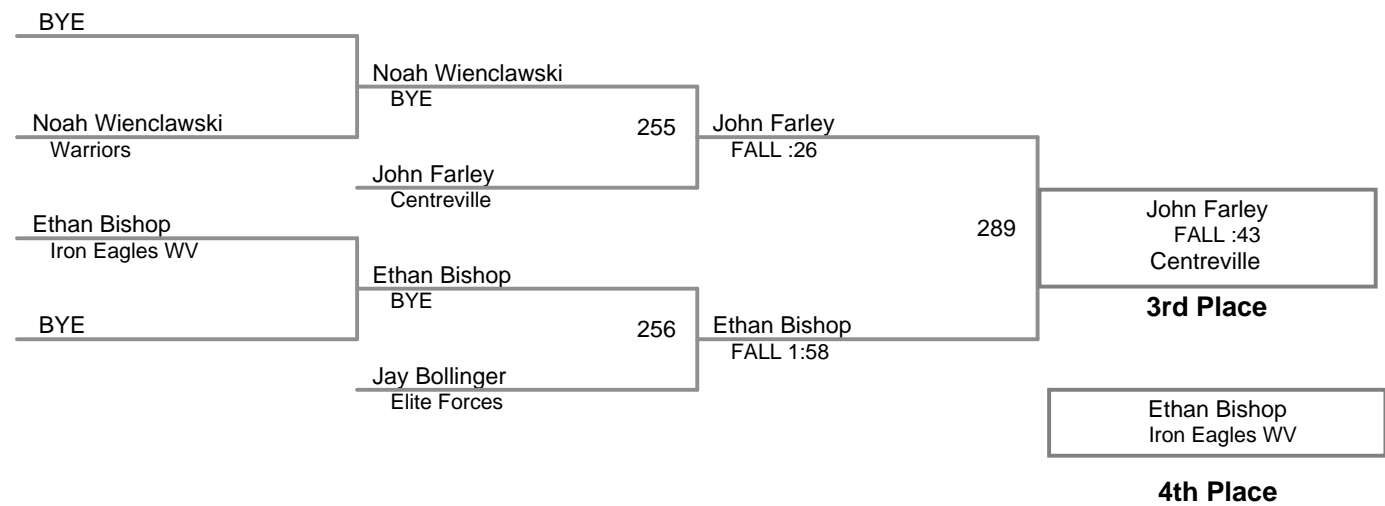 BYE
Noah Wienclawski
BYE
Noah Wienclawski
Warriors
255
John Farley
FALL :26
John Farley
Centreville
Ethan Bishop
Iron Eagles WV
289
John Farley
FALL :43
Centreville
3rd Place
Ethan Bishop
BYE
BYE
256
Ethan Bishop
FALL 1:58
Jay Bollinger
Elite Forces
Ethan Bishop
Iron Eagles WV
4th Place